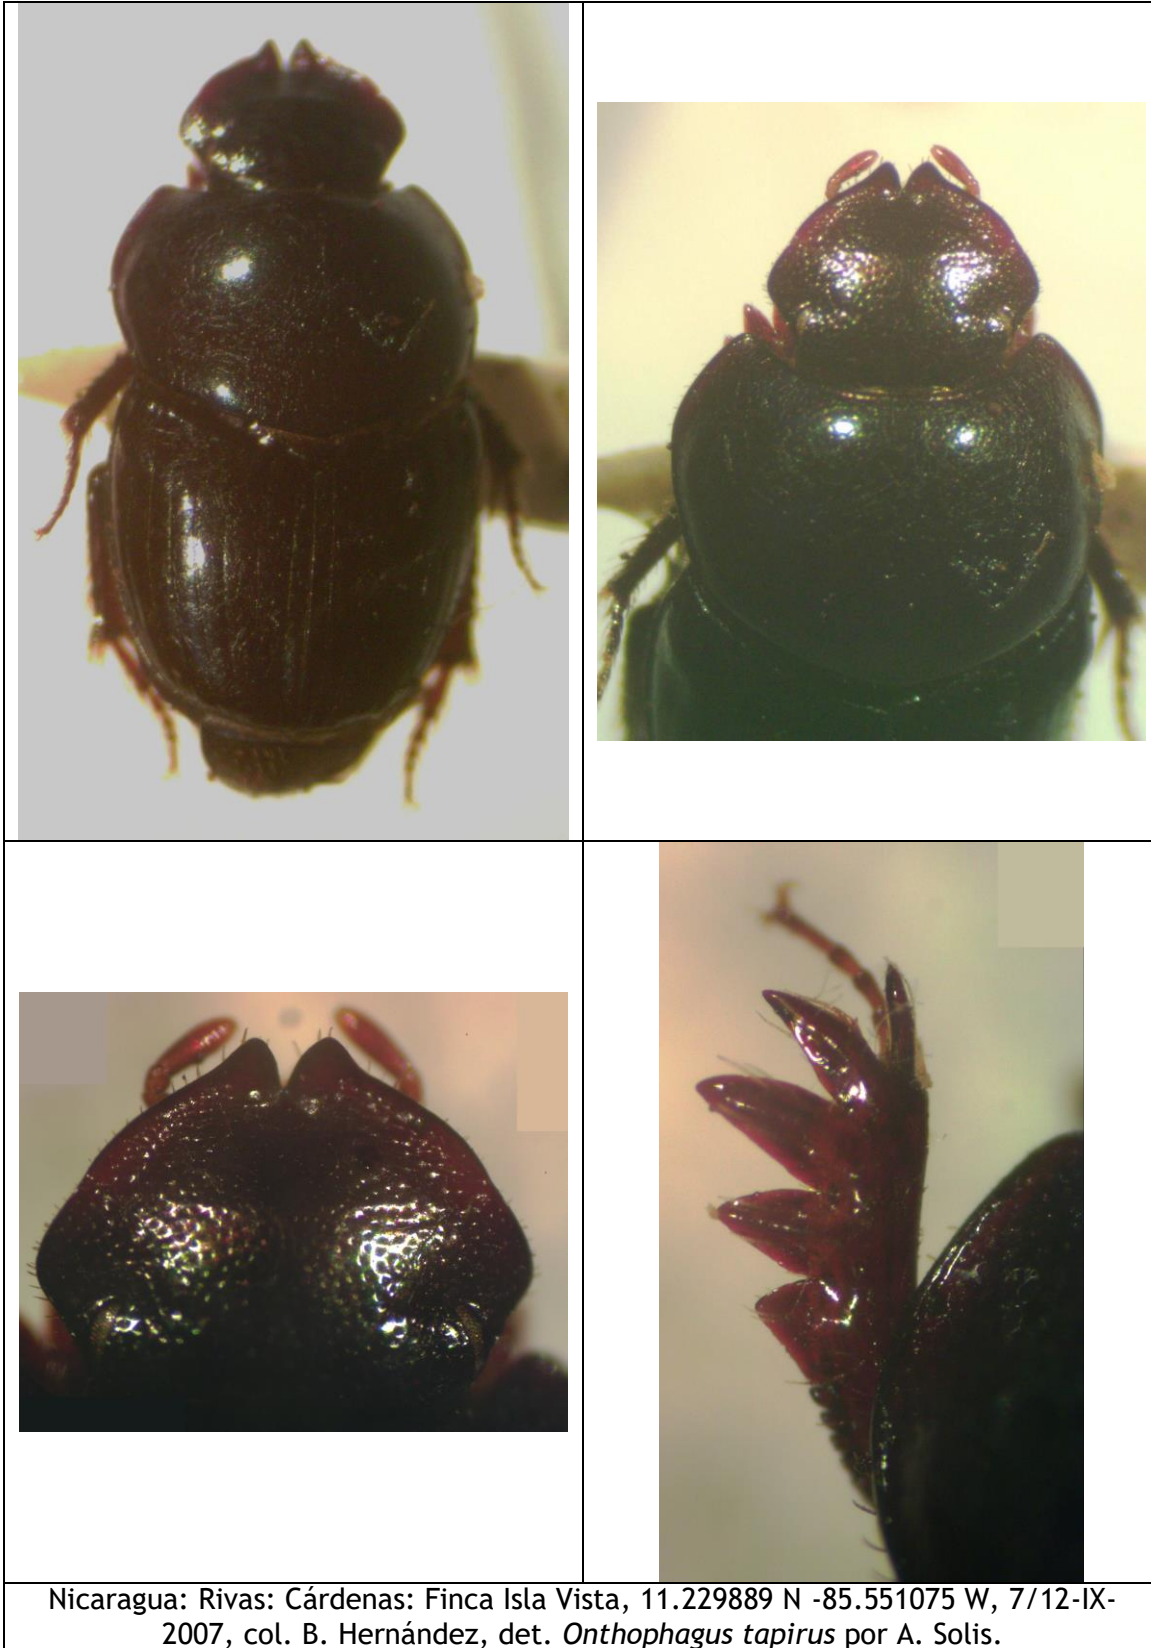 Nicaragua: Rivas: Cárdenas: Finca Isla Vista, 11.229889 N -85.551075 W, 7/12-IX-
2007, col. B. Hernández, det. Onthophagus tapirus por A. Solis.